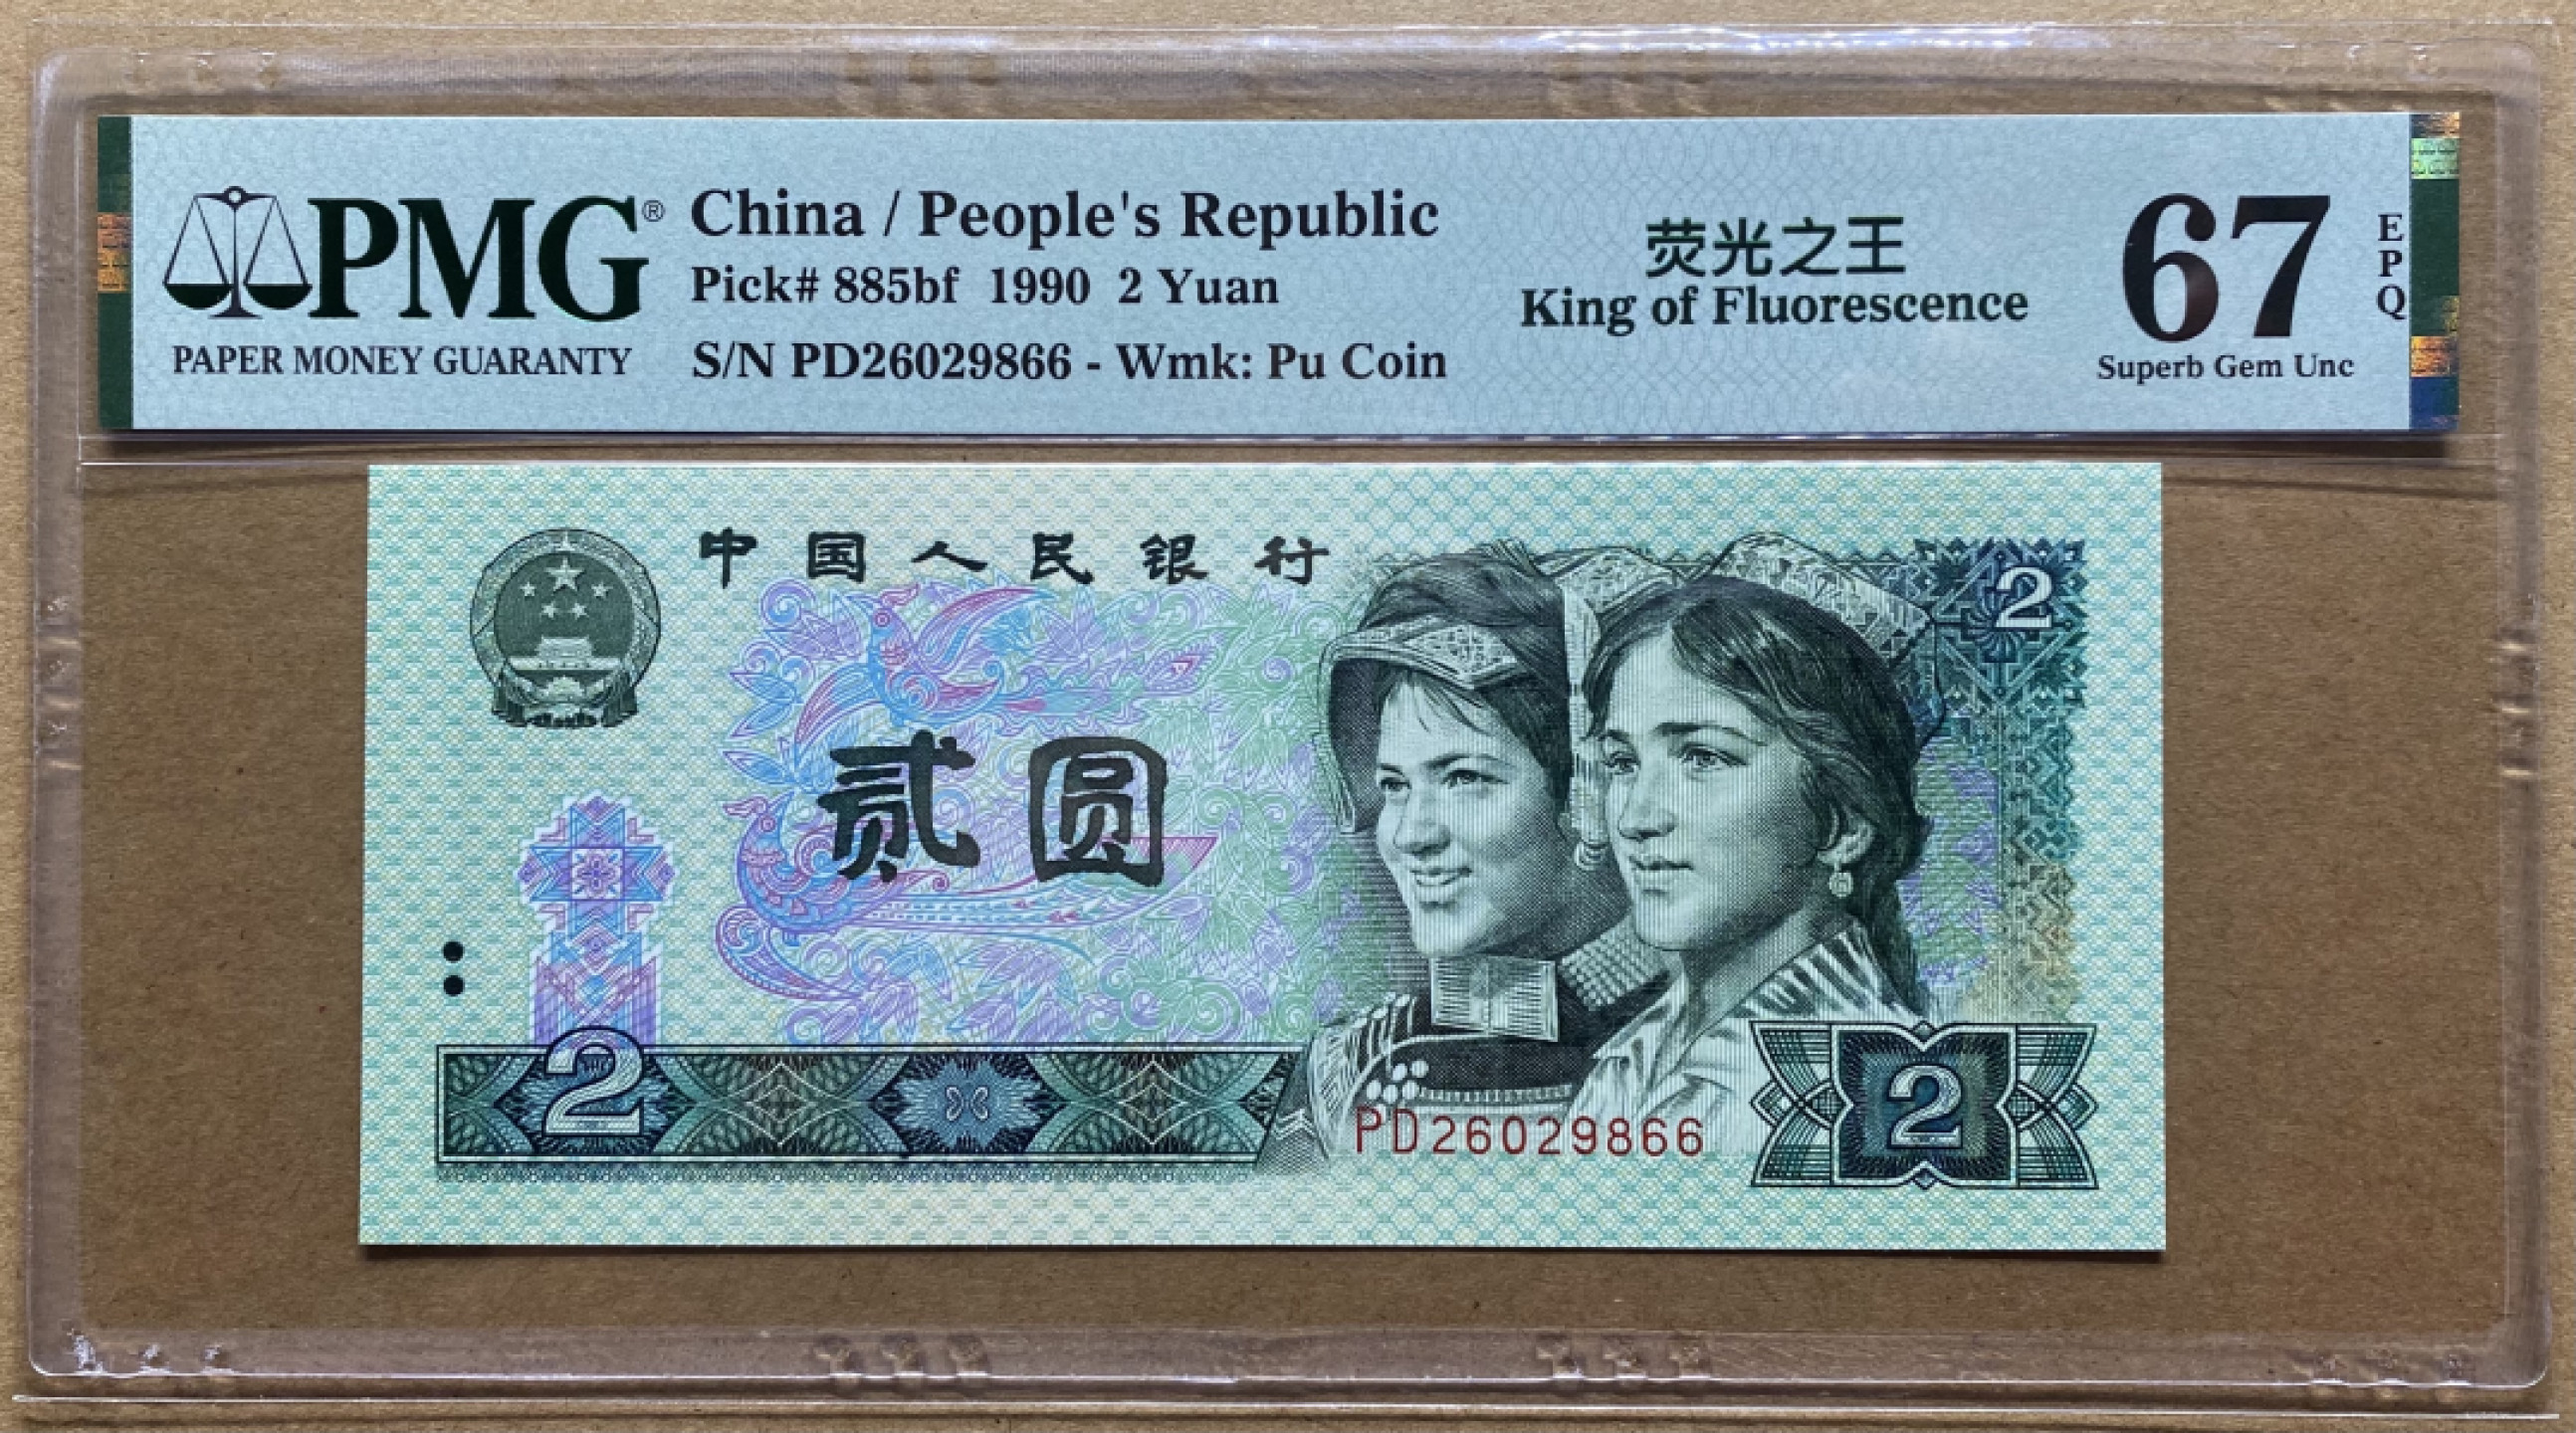 PMG®
PAPER MONEY GUARANTY
China / People's Republic
Pick# 885bf 1990 2 Yuan
S/N PD26029866 - Wmk: Pu Coin
荧光之王
King of Fluorescence
67
EPQ
Superb Gem Unc
中国人民银行
2
贰圆
2
PD26029866
2